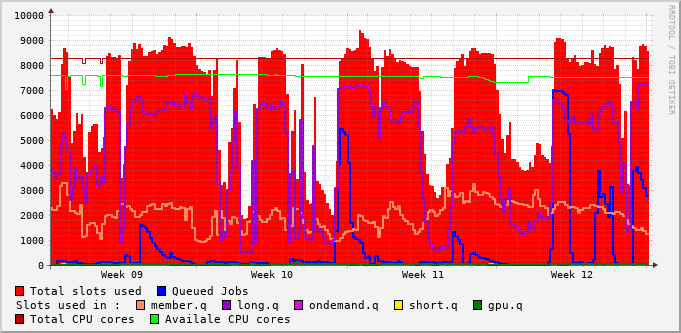 10000
9000
8000
7000
6000
5000
4000
3000
2000
1000
0
Week 09 Week 10 Week 11 Week 12
RRDTOOL / TOBI OETIKER
Total slots used Queued Jobs
Slots used in : member.q long.q ondemand.q short.q gpu.q
Total CPU cores Availale CPU cores